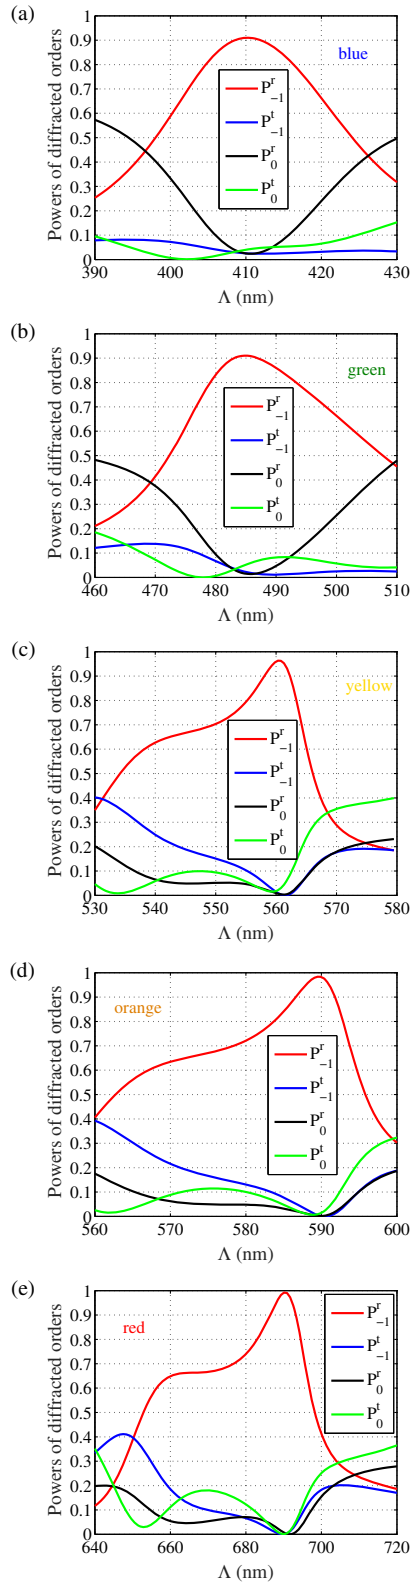 (a)
Powers of diffracted orders
1
0.9
0.8
0.7
0.6
0.5
0.4
0.3
0.2
0.1
0
blue
P^r_-1
P^t_-1
P^r_0
P^t_0
390 400 410 420 430
Λ (nm)
(b)
Powers of diffracted orders
1
0.9
0.8
0.7
0.6
0.5
0.4
0.3
0.2
0.1
0
green
P^r_-1
P^t_-1
P^r_0
P^t_0
460 470 480 490 500 510
Λ (nm)
(c)
Powers of diffracted orders
1
0.9
0.8
0.7
0.6
0.5
0.4
0.3
0.2
0.1
0
yellow
P^r_-1
P^t_-1
P^r_0
P^t_0
530 540 550 560 570 580
Λ (nm)
(d)
Powers of diffracted orders
1
0.9
0.8
0.7
0.6
0.5
0.4
0.3
0.2
0.1
0
orange
P^r_-1
P^t_-1
P^r_0
P^t_0
560 570 580 590 600
Λ (nm)
(e)
Powers of diffracted orders
1
0.9
0.8
0.7
0.6
0.5
0.4
0.3
0.2
0.1
0
red
P^r_-1
P^t_-1
P^r_0
P^t_0
640 660 680 700 720
Λ (nm)